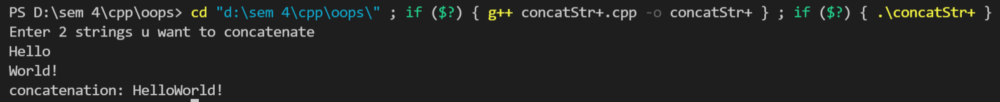 PS D:\sem 4\cpp\oops> cd "d:\sem 4\cpp\oops\" ; if ($?) { g++ concatStr+.cpp -o concatStr+ } ; if ($?) { .\concatStr+ }
Enter 2 strings u want to concatenate
Hello
World!
concatenation: HelloWorld!